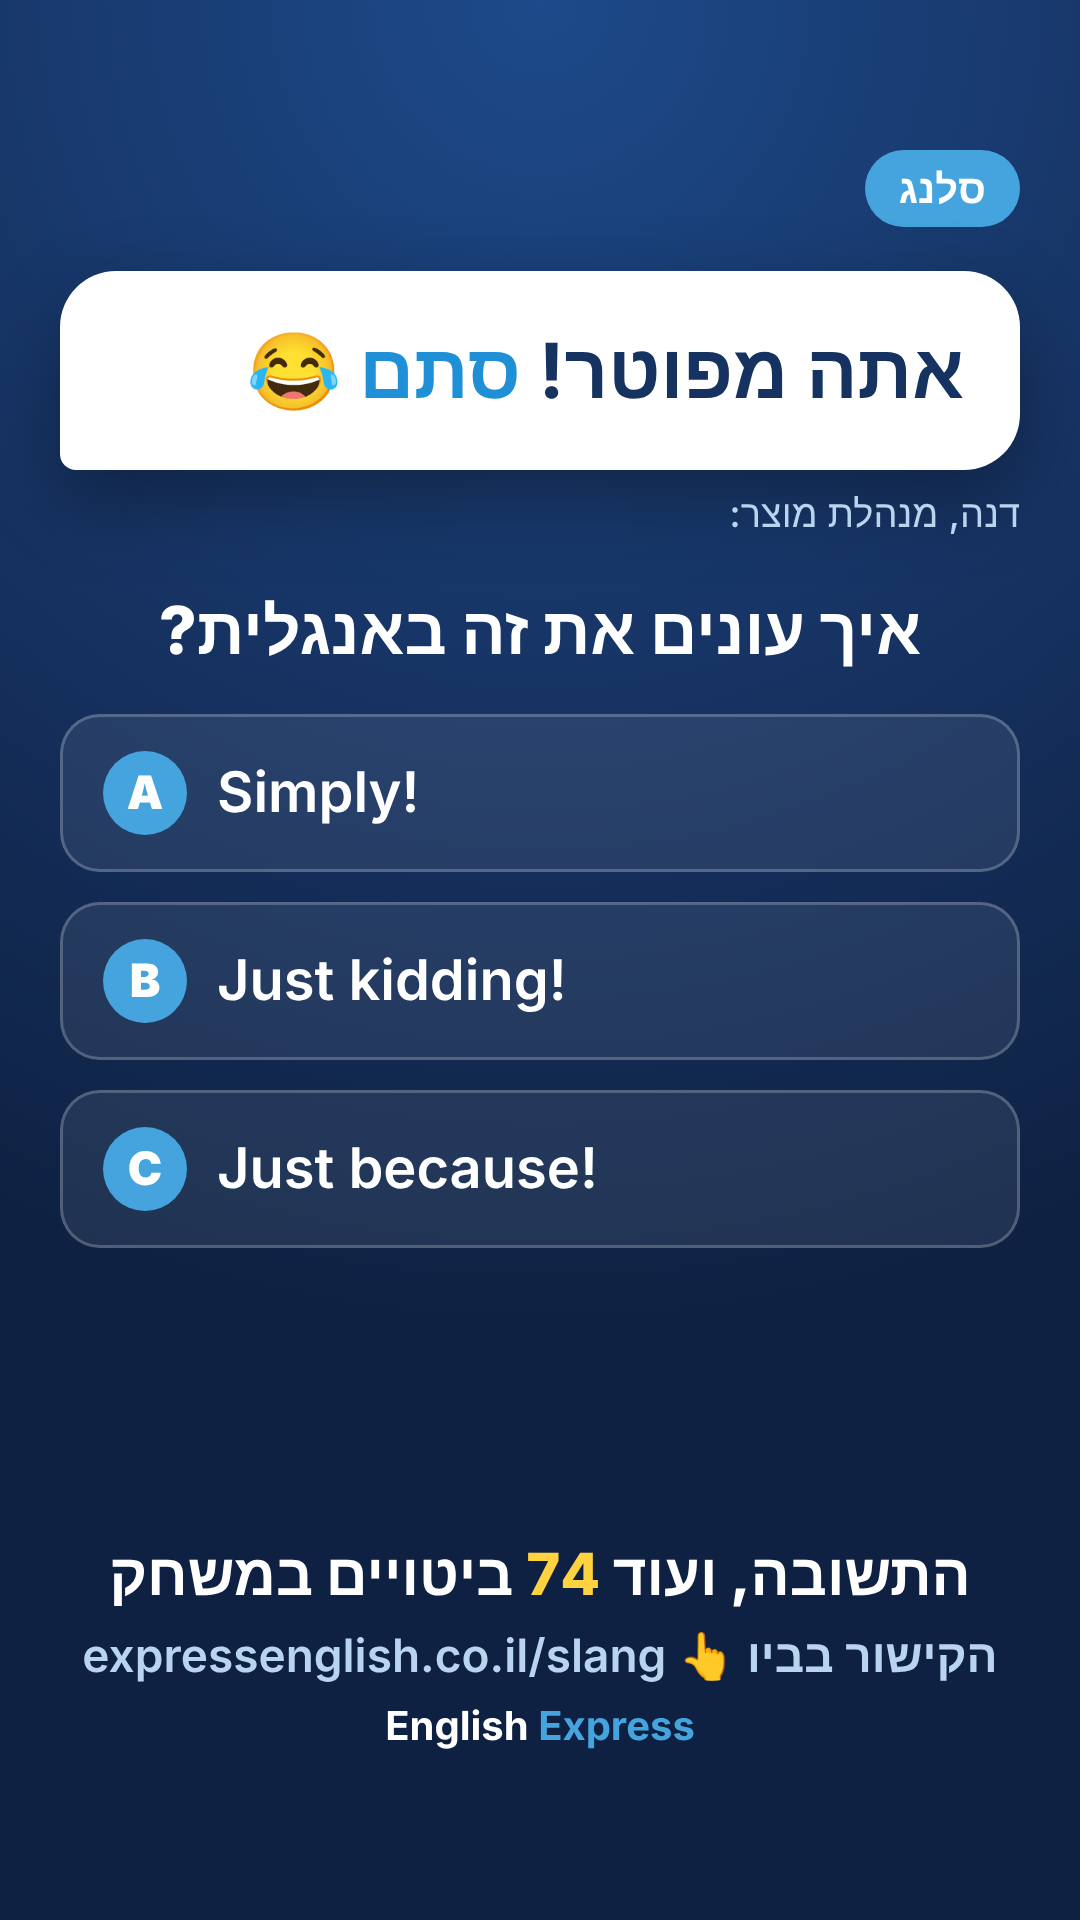 סלנג
אתה מפוטר! סתם 😂
דנה, מנהלת מוצר:
איך עונים את זה באנגלית?
A Simply!
B Just kidding!
C Just because!
התשובה, ועוד 74 ביטויים במשחק
הקישור בביו 👆 expressenglish.co.il/slang
English Express